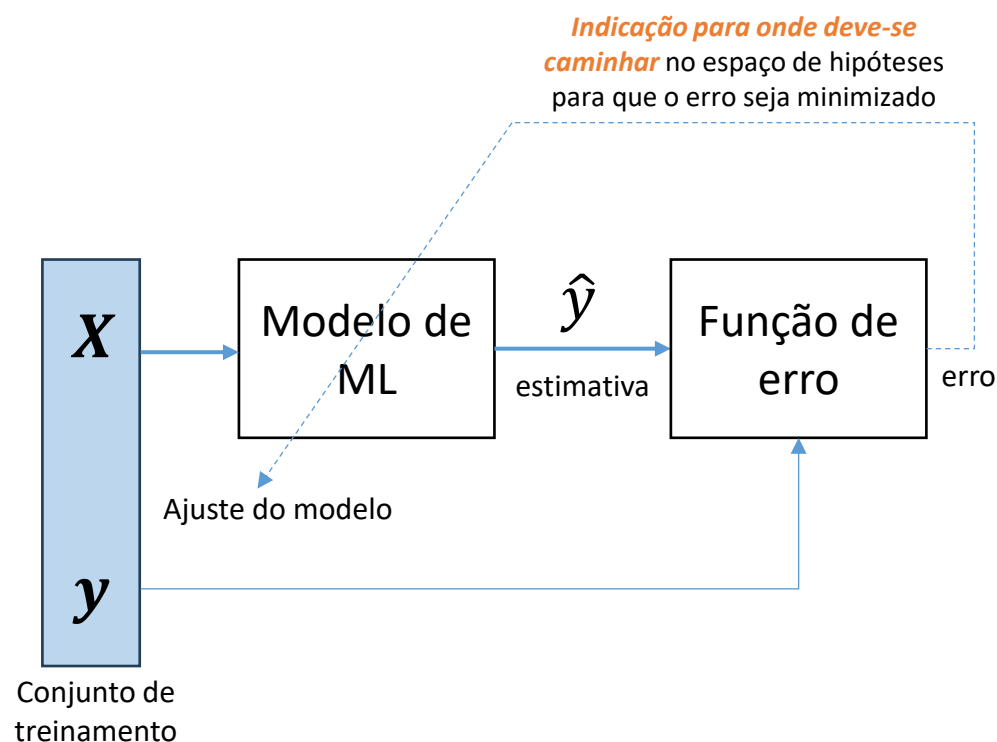 Indicação para onde deve-se
caminhar no espaço de hipóteses
para que o erro seja minimizado
X
Modelo de
ML
ŷ
estimativa
Função de
erro
erro
Ajuste do modelo
y
Conjunto de
treinamento